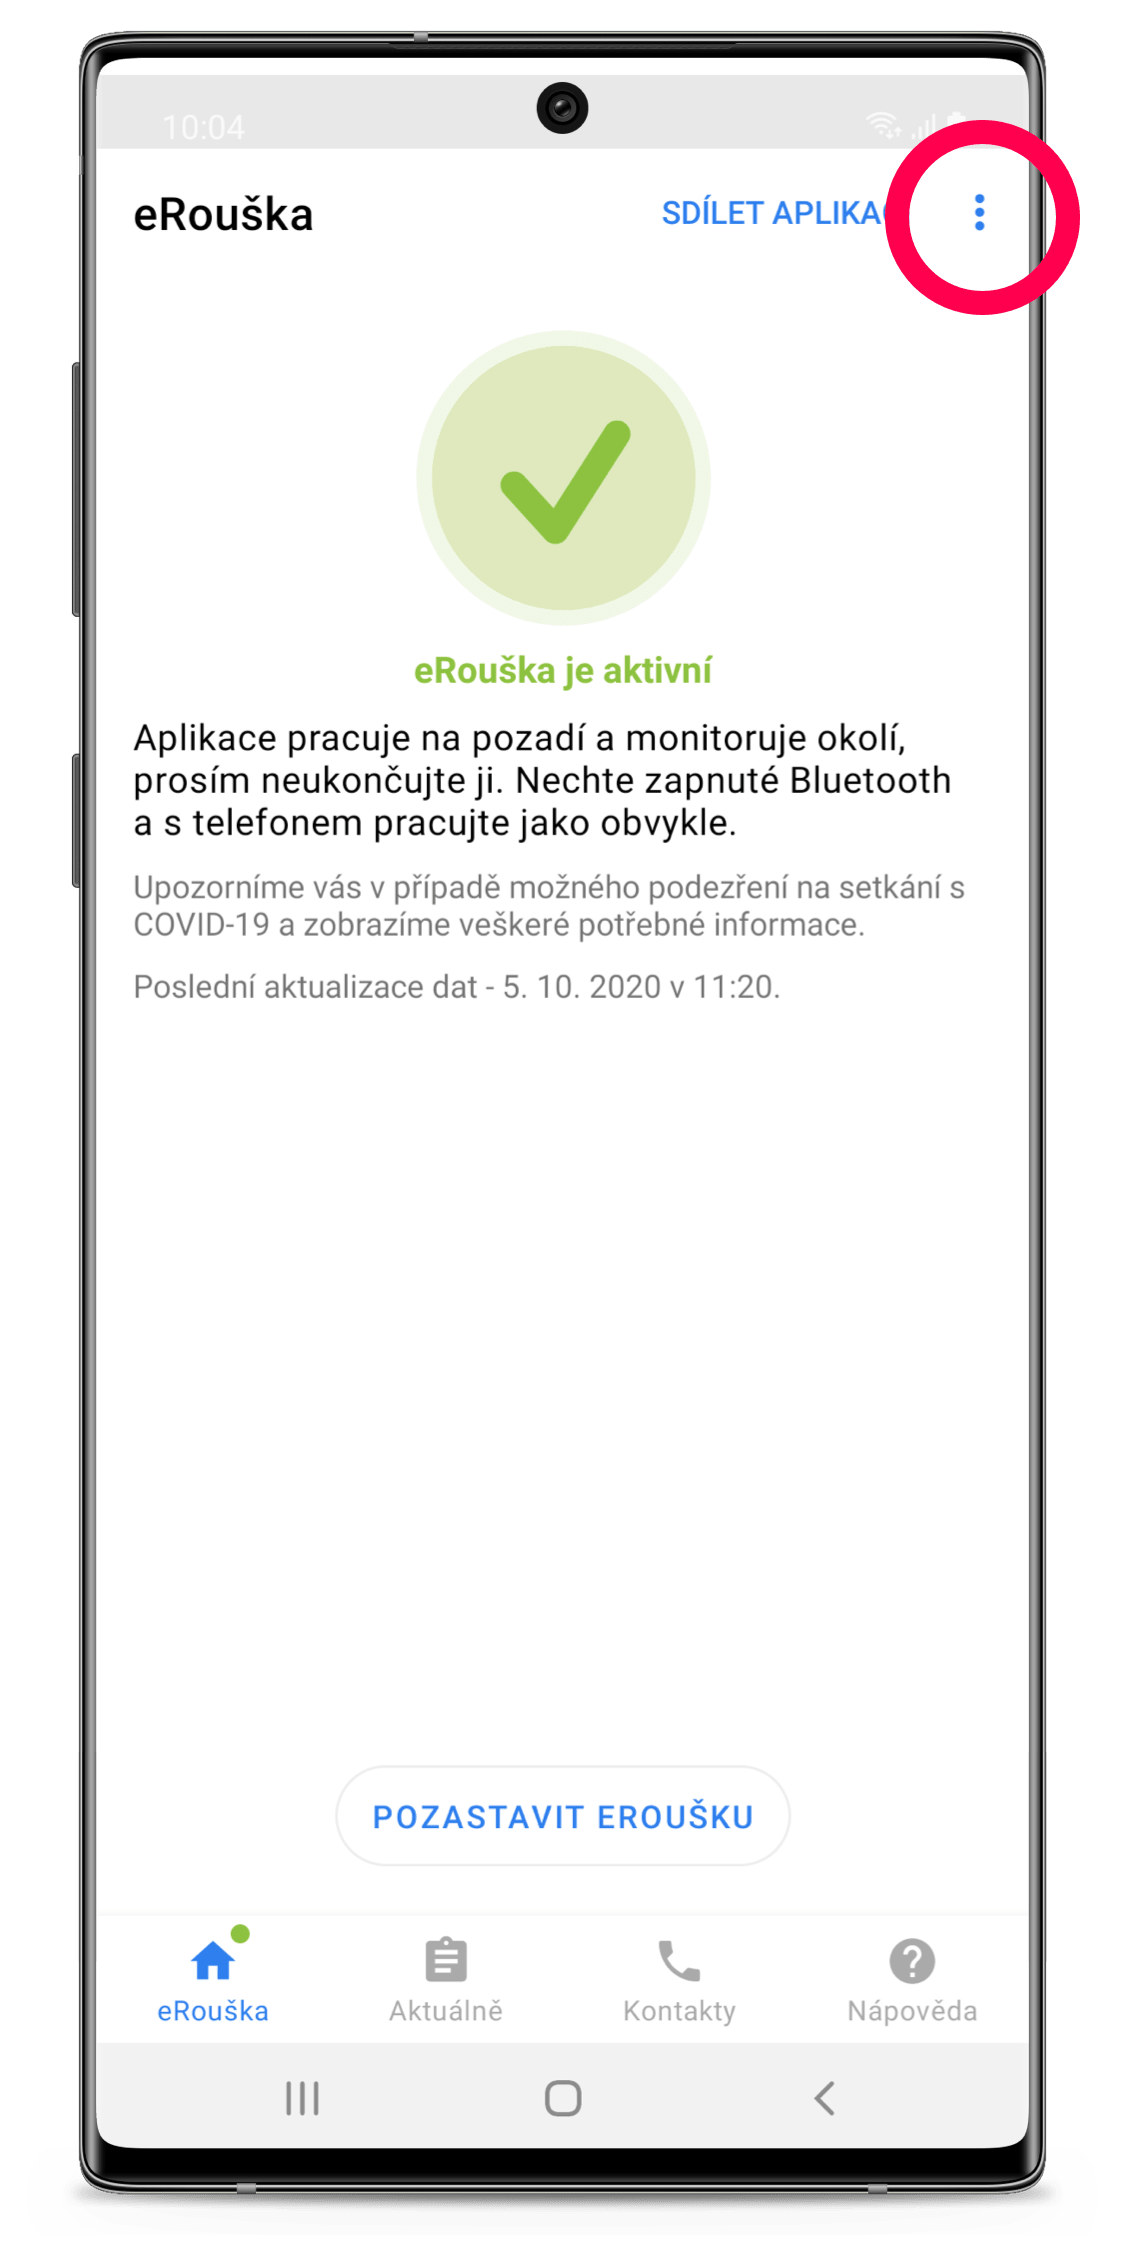 10:04
eRouška
SDÍLET APLIKAC
eRouška je aktivní
Aplikace pracuje na pozadí a monitoruje okolí,
prosím neukončujte ji. Nechte zapnuté Bluetooth
a s telefonem pracujte jako obvykle.
Upozorníme vás v případě možného podezření na setkání s
COVID-19 a zobrazíme veškeré potřebné informace.
Poslední aktualizace dat - 5. 10. 2020 v 11:20.
POZASTAVIT EROUŠKU
eRouška
Aktuálně
Kontakty
Nápověda